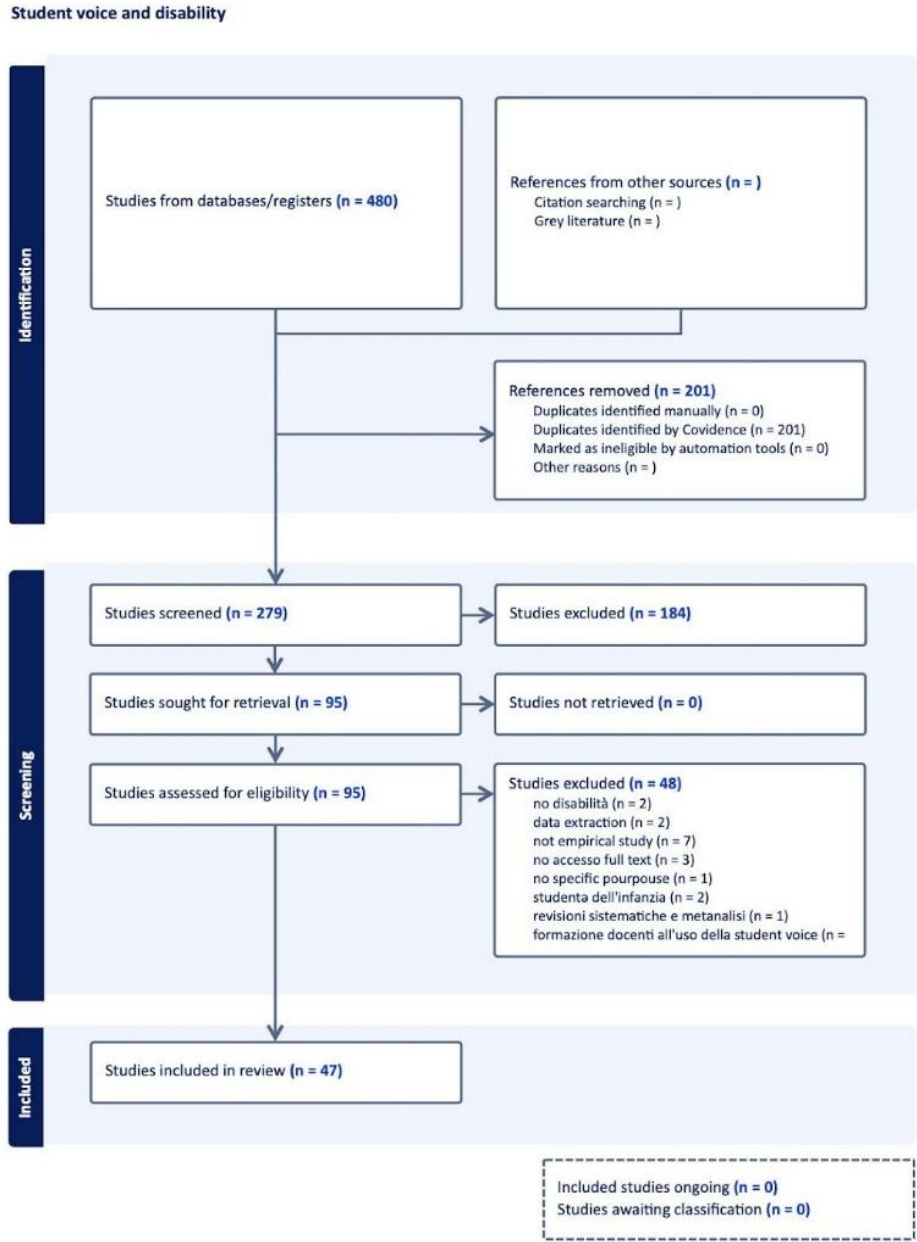 Student voice and disability
Identification
Studies from databases/registers (n = 480)
References from other sources (n = )
Citation searching (n = )
Grey literature (n = )
References removed (n = 201)
Duplicates identified manually (n = 0)
Duplicates identified by Covidence (n = 201)
Marked as ineligible by automation tools (n = 0)
Other reasons (n = )
Screening
Studies screened (n = 279)
Studies excluded (n = 184)
Studies sought for retrieval (n = 95)
Studies not retrieved (n = 0)
Studies assessed for eligibility (n = 95)
Studies excluded (n = 48)
no disabilità (n = 2)
data extraction (n = 2)
not empirical study (n = 7)
no accesso full text (n = 3)
no specific pourpouse (n = 1)
studentə dell'infanzia (n = 2)
revisioni sistematiche e metanalisi (n = 1)
formazione docenti all'uso della student voice (n =
Included
Studies included in review (n = 47)
Included studies ongoing (n = 0)
Studies awaiting classification (n = 0)